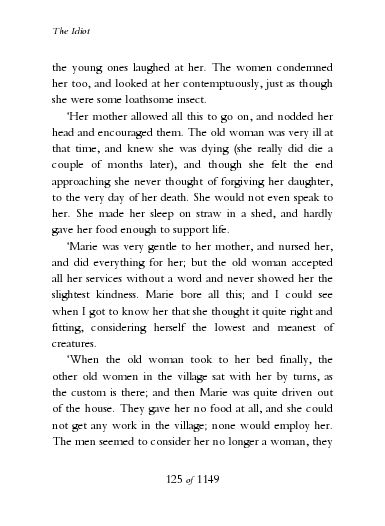 The Idiot
the young ones laughed at her. The women condemned
her too, and looked at her contemptuously, just as though
she were some loathsome insect.
‘Her mother allowed all this to go on, and nodded her
head and encouraged them. The old woman was very ill at
that time, and knew she was dying (she really did die a
couple of months later), and though she felt the end
approaching she never thought of forgiving her daughter,
to the very day of her death. She would not even speak to
her. She made her sleep on straw in a shed, and hardly
gave her food enough to support life.
‘Marie was very gentle to her mother, and nursed her,
and did everything for her; but the old woman accepted
all her services without a word and never showed her the
slightest kindness. Marie bore all this; and I could see
when I got to know her that she thought it quite right and
fitting, considering herself the lowest and meanest of
creatures.
‘When the old woman took to her bed finally, the
other old women in the village sat with her by turns, as
the custom is there; and then Marie was quite driven out
of the house. They gave her no food at all, and she could
not get any work in the village; none would employ her.
The men seemed to consider her no longer a woman, they
125 of 1149